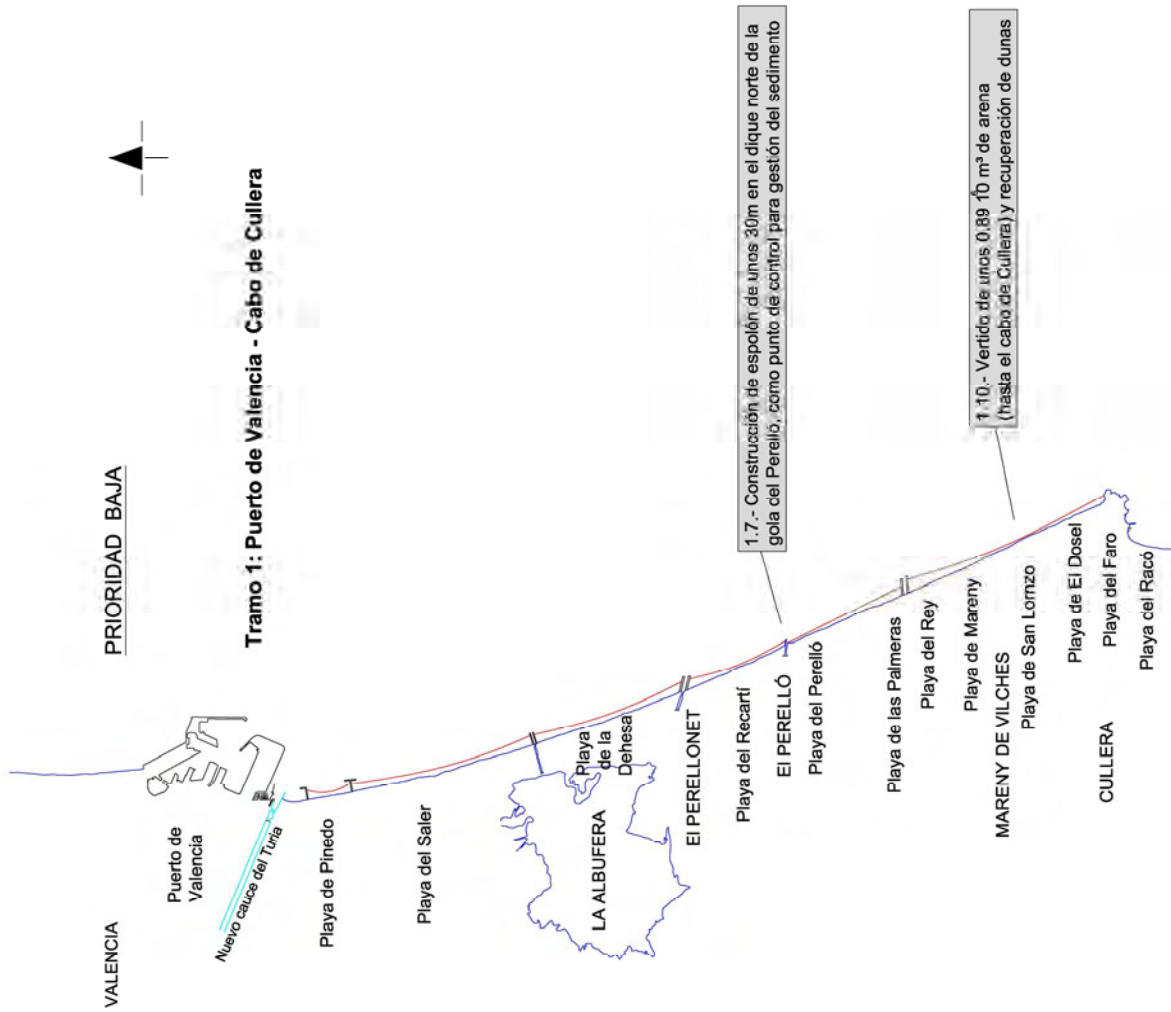 PRIORIDAD BAJA
Tramo 1: Puerto de Valencia - Cabo de Cullera
VALENCIA
Puerto de
Valencia
Nuevo cauce del Turia
Playa de Pinedo
Playa del Saler
Playa
de la
Dehesa
LA ALBUFERA
El PERELLONET
Playa del Recartí
El PERELLÓ
Playa del Perelló
1.7.- Construcción de espolón de unos 30m en el dique norte de la
gola del Perelló, como punto de control para gestión del sedimento
Playa de las Palmeras
Playa del Rey
Playa de Mareny
MARENY DE VILCHES
Playa de San Lornzo
1.10.- Vertido de unos 0.89 10⁶ m³ de arena
(hasta el cabo de Cullera) y recuperación de dunas
Playa de El Dosel
CULLERA
Playa del Faro
Playa del Racó